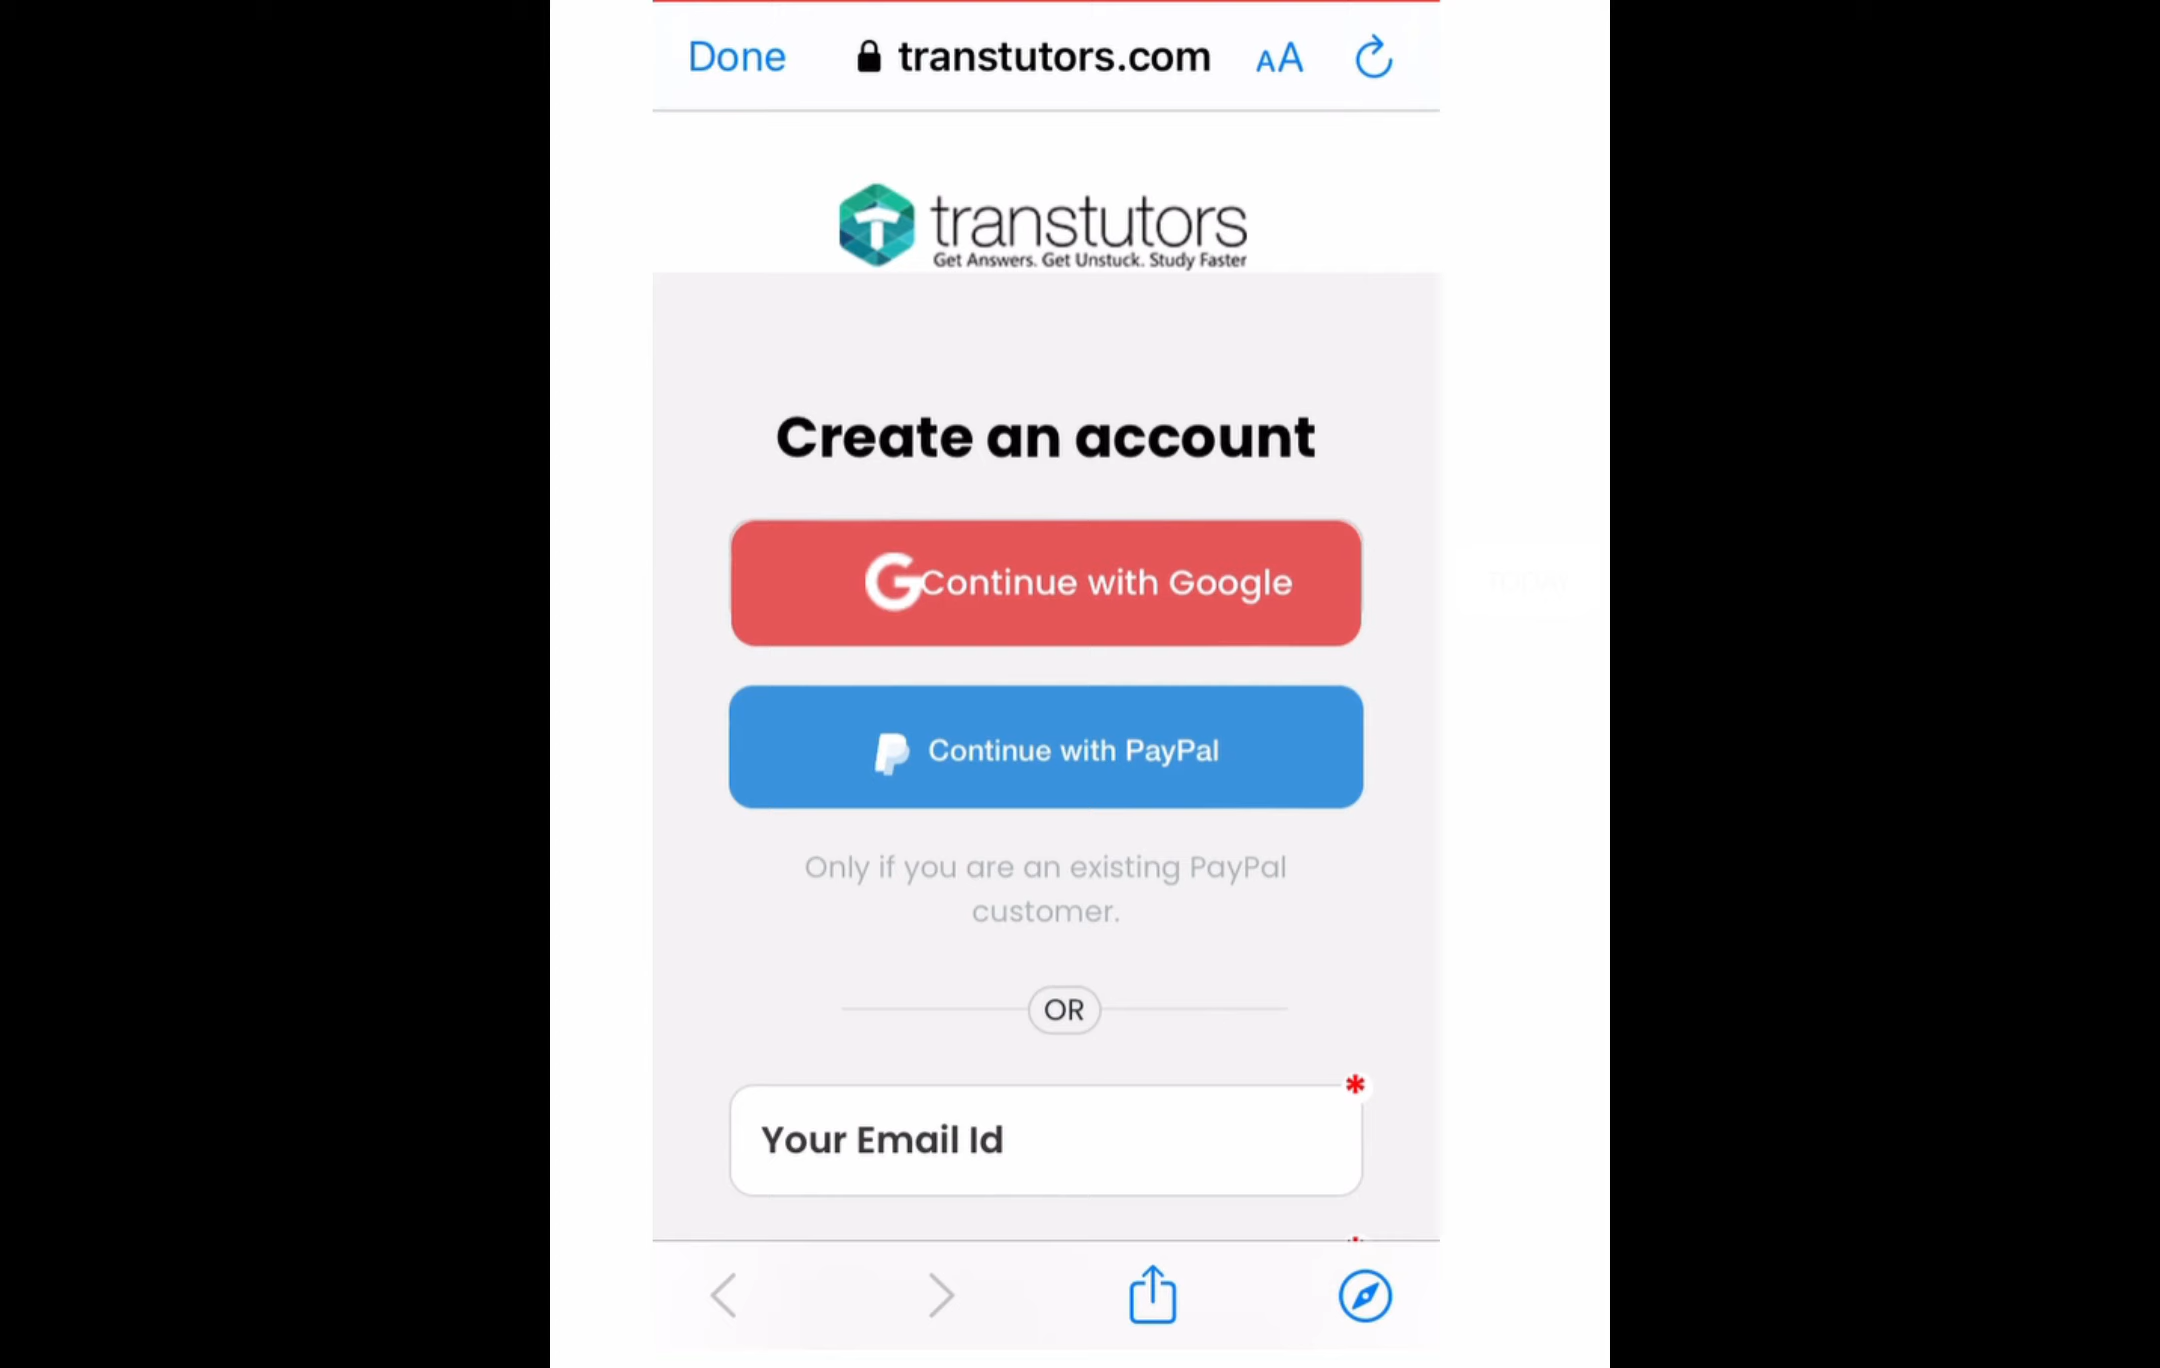 Done transtutors.com AA
transtutors
Get Answers. Get Unstuck. Study Faster
Create an account
Continue with Google
Continue with PayPal
Only if you are an existing PayPal
customer.
OR
*
Your Email Id